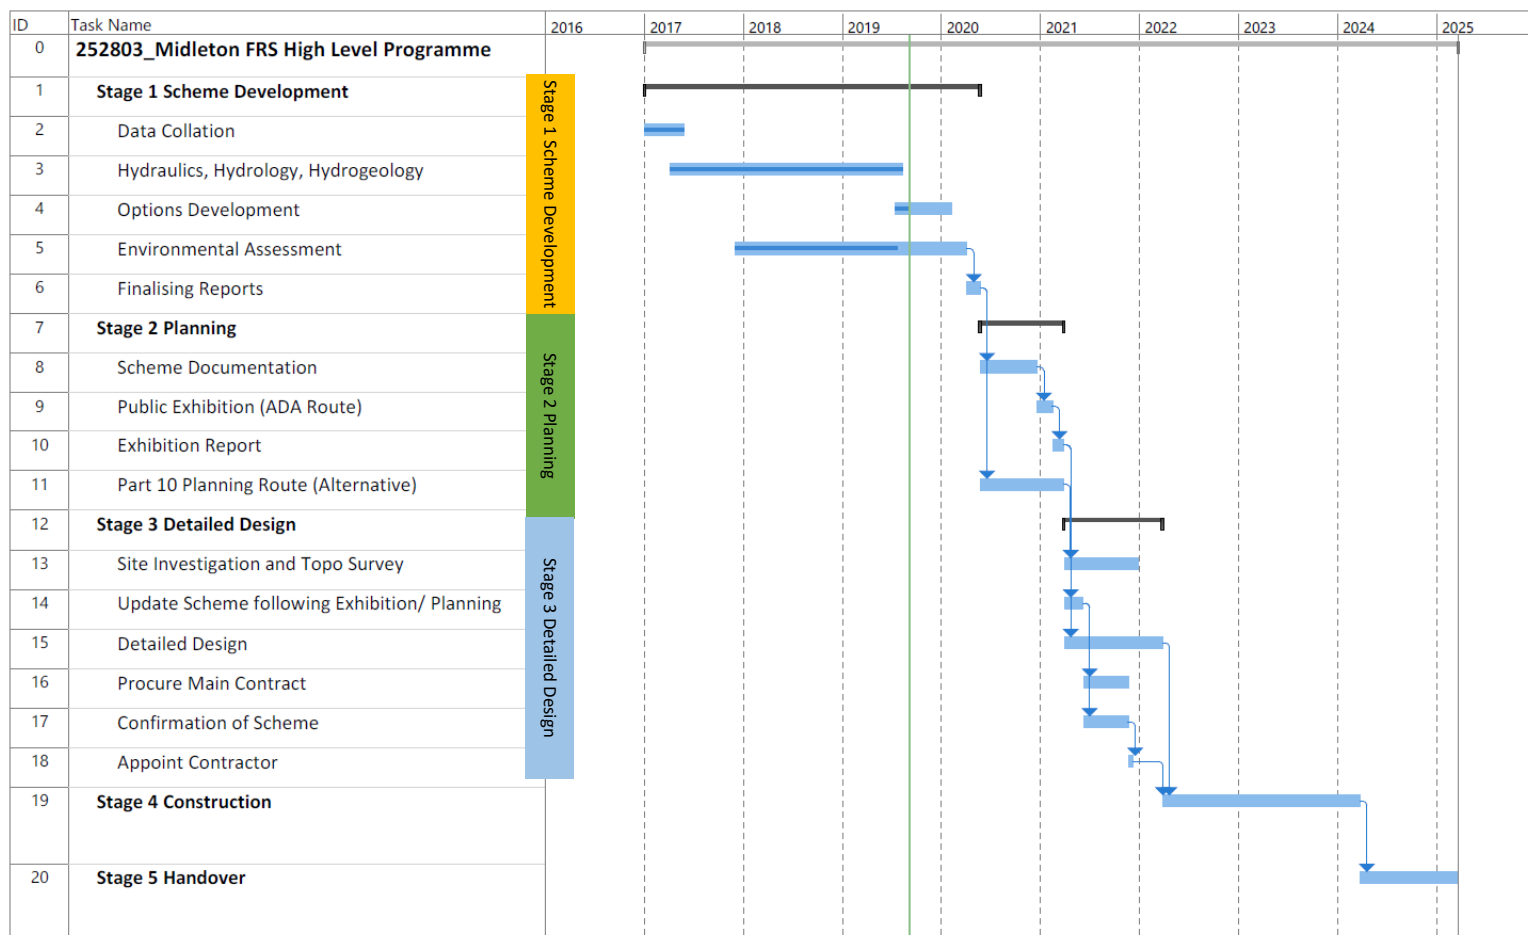 ID Task Name 2016 2017 2018 2019 2020 2021 2022 2023 2024 2025
0 252803_Midleton FRS High Level Programme
1 Stage 1 Scheme Development
2 Data Collation
3 Hydraulics, Hydrology, Hydrogeology
4 Options Development
5 Environmental Assessment
6 Finalising Reports
7 Stage 2 Planning
8 Scheme Documentation
9 Public Exhibition (ADA Route)
10 Exhibition Report
11 Part 10 Planning Route (Alternative)
12 Stage 3 Detailed Design
13 Site Investigation and Topo Survey
14 Update Scheme following Exhibition/ Planning
15 Detailed Design
16 Procure Main Contract
17 Confirmation of Scheme
18 Appoint Contractor
19 Stage 4 Construction
20 Stage 5 Handover
Stage 1 Scheme Development
Stage 2 Planning
Stage 3 Detailed Design